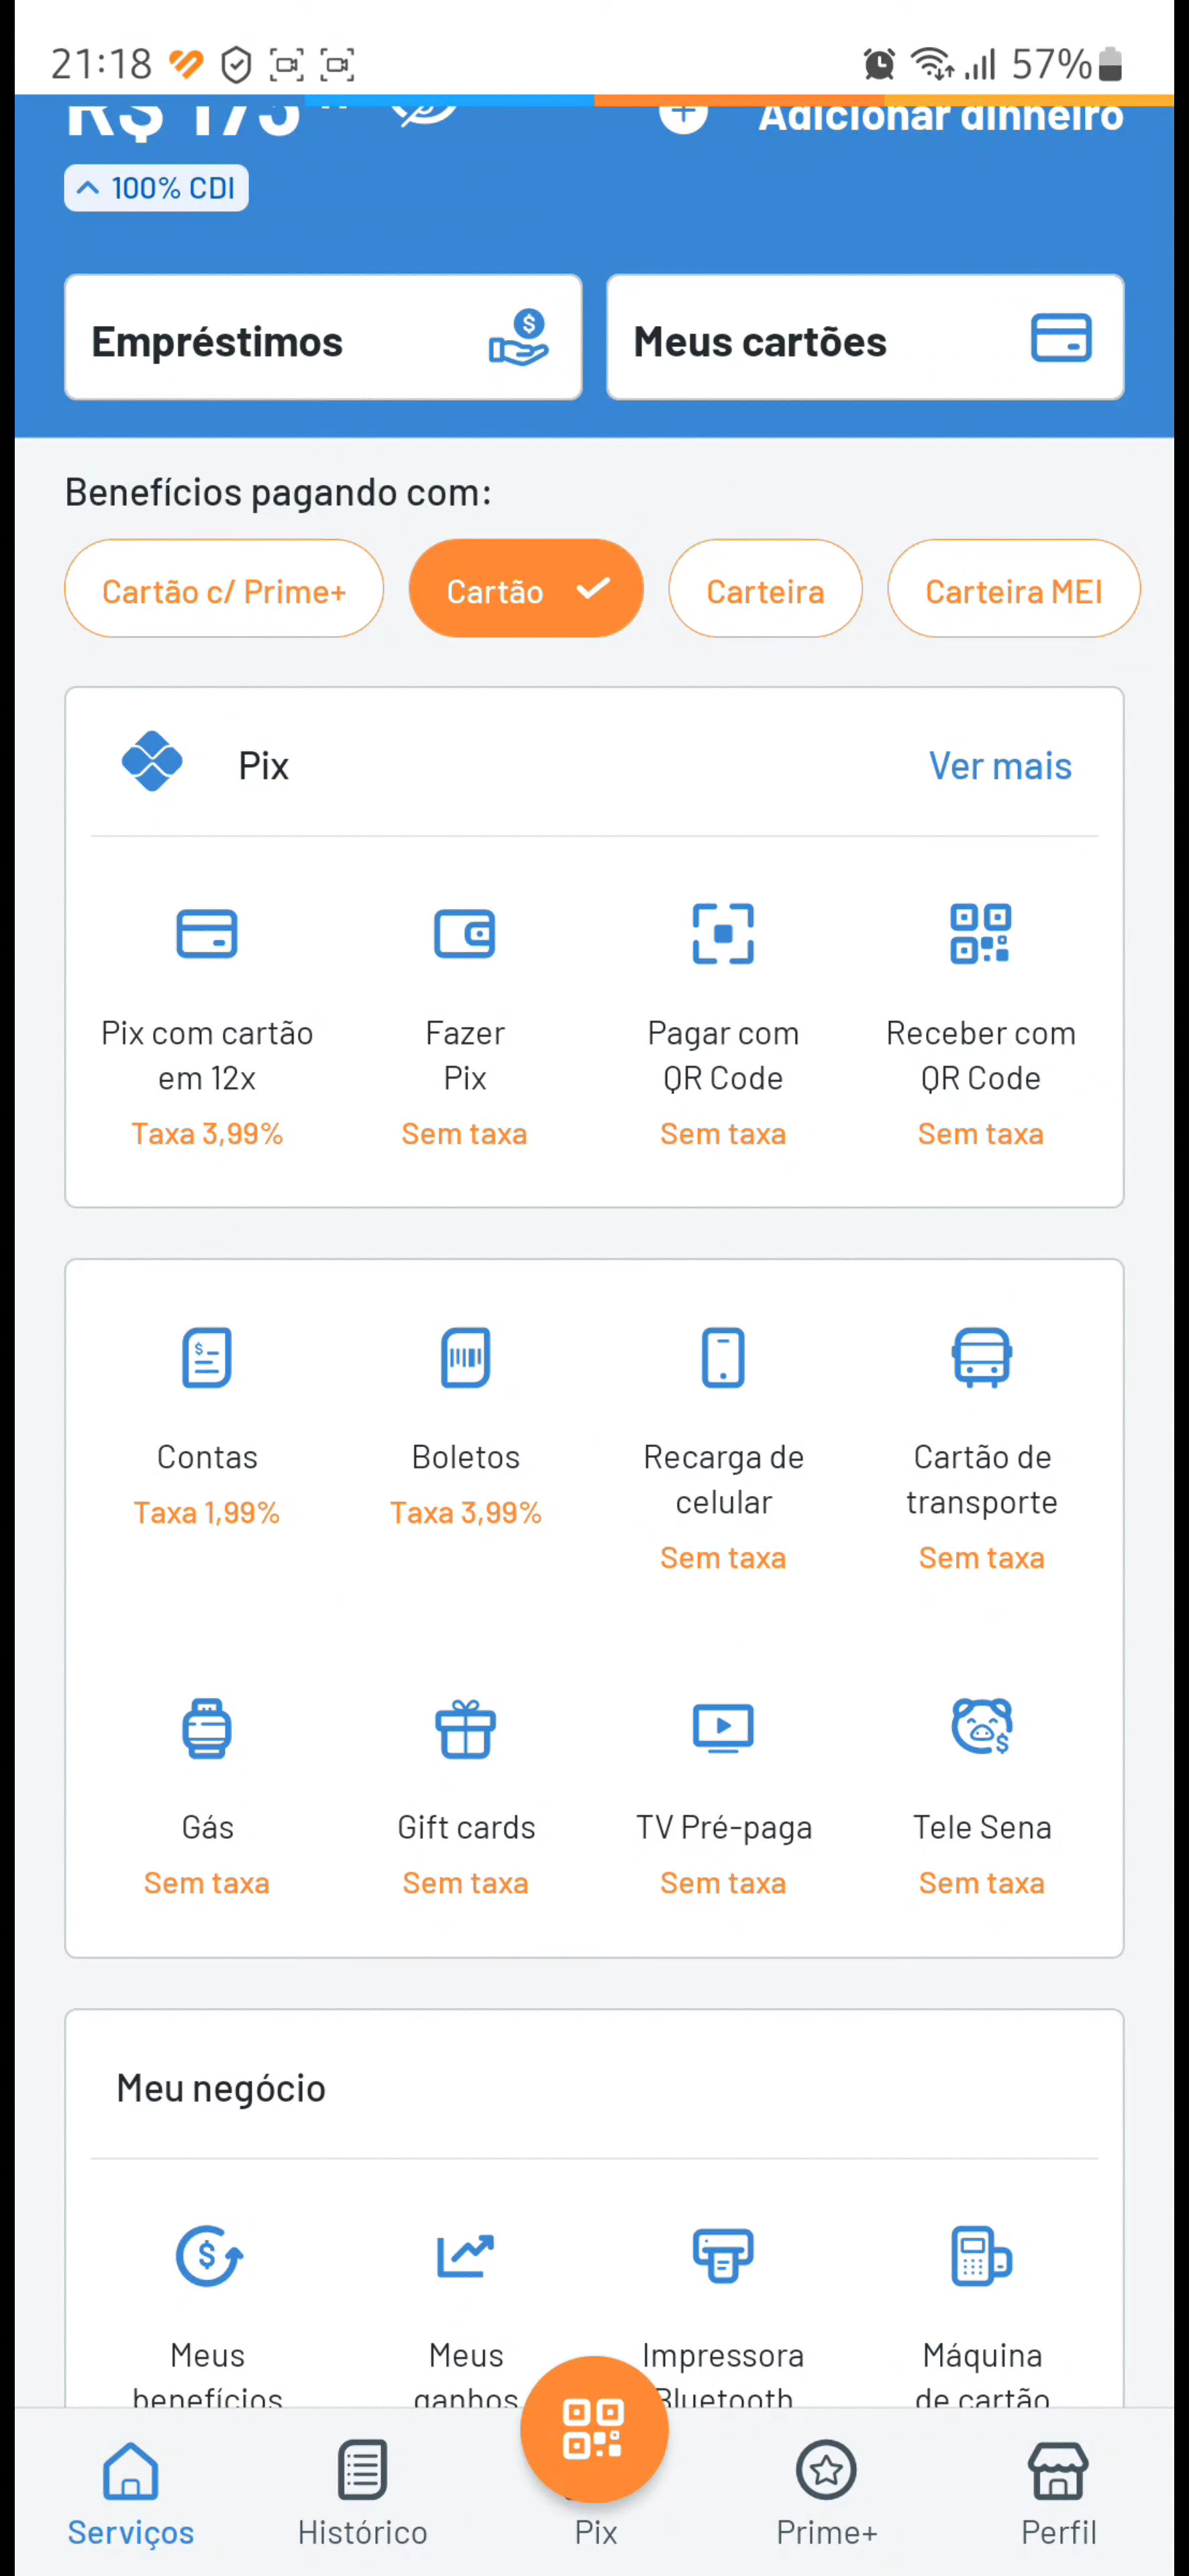 21:18
57%
R$ 175
Adicionar dinheiro
100% CDI
Empréstimos
Meus cartões
Benefícios pagando com:
Cartão c/ Prime+
Cartão
Carteira
Carteira MEI
Pix
Ver mais
Pix com cartão
em 12x
Taxa 3,99%
Fazer
Pix
Sem taxa
Pagar com
QR Code
Sem taxa
Receber com
QR Code
Sem taxa
Contas
Taxa 1,99%
Boletos
Taxa 3,99%
Recarga de
celular
Sem taxa
Cartão de
transporte
Sem taxa
Gás
Sem taxa
Gift cards
Sem taxa
TV Pré-paga
Sem taxa
Tele Sena
Sem taxa
Meu negócio
Meus
benefícios
Meus
ganhos
Impressora
Bluetooth
Máquina
de cartão
Serviços
Histórico
Pix
Prime+
Perfil